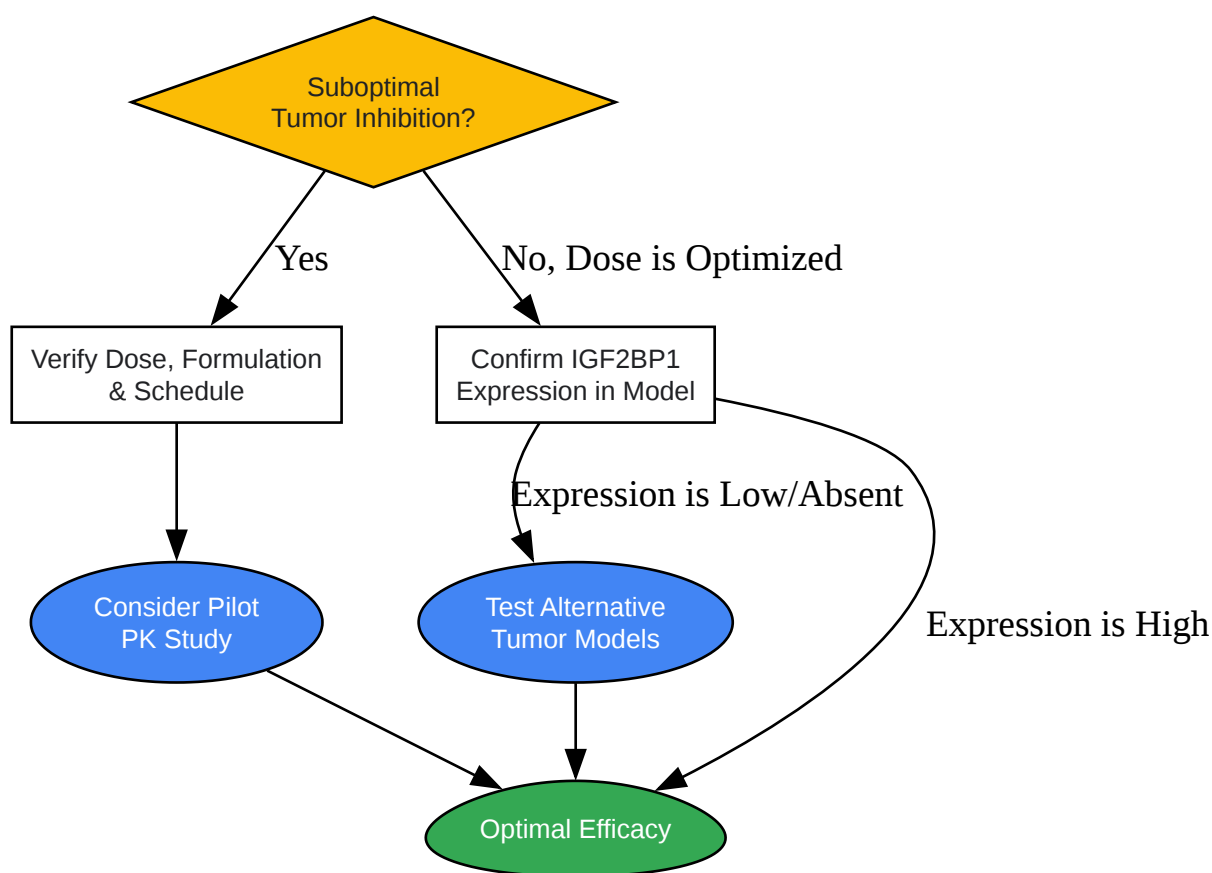 Suboptimal
Tumor Inhibition?
Yes
No, Dose is Optimized
Verify Dose, Formulation
& Schedule
Confirm IGF2BP1
Expression in Model
Expression is Low/Absent
Consider Pilot
PK Study
Test Alternative
Tumor Models
Expression is High
Optimal Efficacy